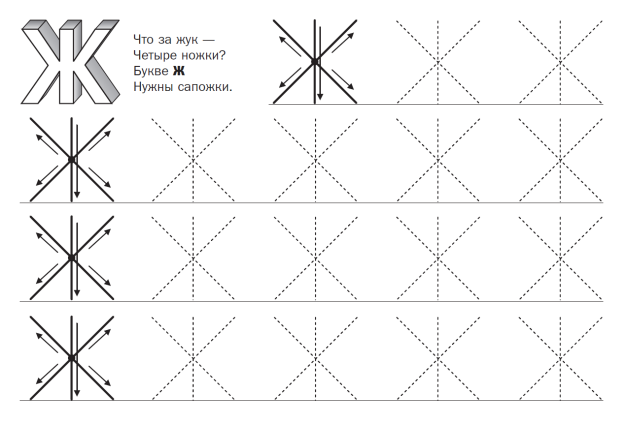 Ж
Что за жук —
Четыре ножки?
Букве Ж
Нужны сапожки.
Ж Ж Ж
Ж Ж Ж Ж Ж
Ж Ж Ж Ж Ж
Ж Ж Ж Ж Ж